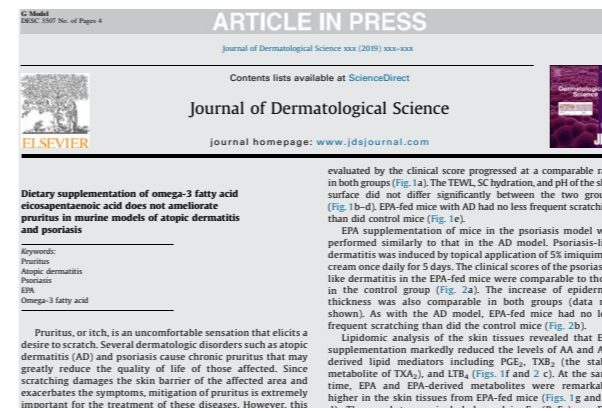 G Model
DESC 3507 No. of Pages 4
ARTICLE IN PRESS
Journal of Dermatological Science xxx (2019) xxx–xxx
Contents lists available at ScienceDirect
Journal of Dermatological Science
journal homepage: www.jdsjournal.com
ELSEVIER
Dermatological
Science
Dietary supplementation of omega-3 fatty acid
eicosapentaenoic acid does not ameliorate
pruritus in murine models of atopic dermatitis
and psoriasis
Keywords:
Pruritus
Atopic dermatitis
Psoriasis
EPA
Omega-3 fatty acid
Pruritus, or itch, is an uncomfortable sensation that elicits a
desire to scratch. Several dermatologic disorders such as atopic
dermatitis (AD) and psoriasis cause chronic pruritus that may
greatly reduce the quality of life of those affected. Since
scratching damages the skin barrier of the affected area and
exacerbates the symptoms, mitigation of pruritus is extremely
important for the treatment of these diseases. However, this
evaluated by the clinical score progressed at a comparable
in both groups (Fig. 1a). The TEWL, SC hydration, and pH of the
surface did not differ significantly between the two
(Fig. 1b–d). EPA-fed mice with AD had no less frequent
than did control mice (Fig. 1e).
EPA supplementation of mice in the psoriasis model
performed similarly to that in the AD model.
dermatitis was induced by topical application of 5%
cream once daily for 5 days. The clinical scores of the
like dermatitis in the EPA-fed mice were comparable to
in the control group (Fig. 2a). The increase of
thickness was also comparable in both groups (data
shown). As with the AD model, EPA-fed mice had no
frequent scratching than did the control mice (Fig. 2b).
Lipidomic analysis of the skin tissues revealed that
supplementation markedly reduced the levels of AA and
derived lipid mediators including PGE₂, TXB₂ (the
metabolite of TXA₂), and LTB₄ (Figs. 1f and 2 c). At the
time, EPA and EPA-derived metabolites were
higher in the skin tissues from EPA-fed mice (Figs. 1g and